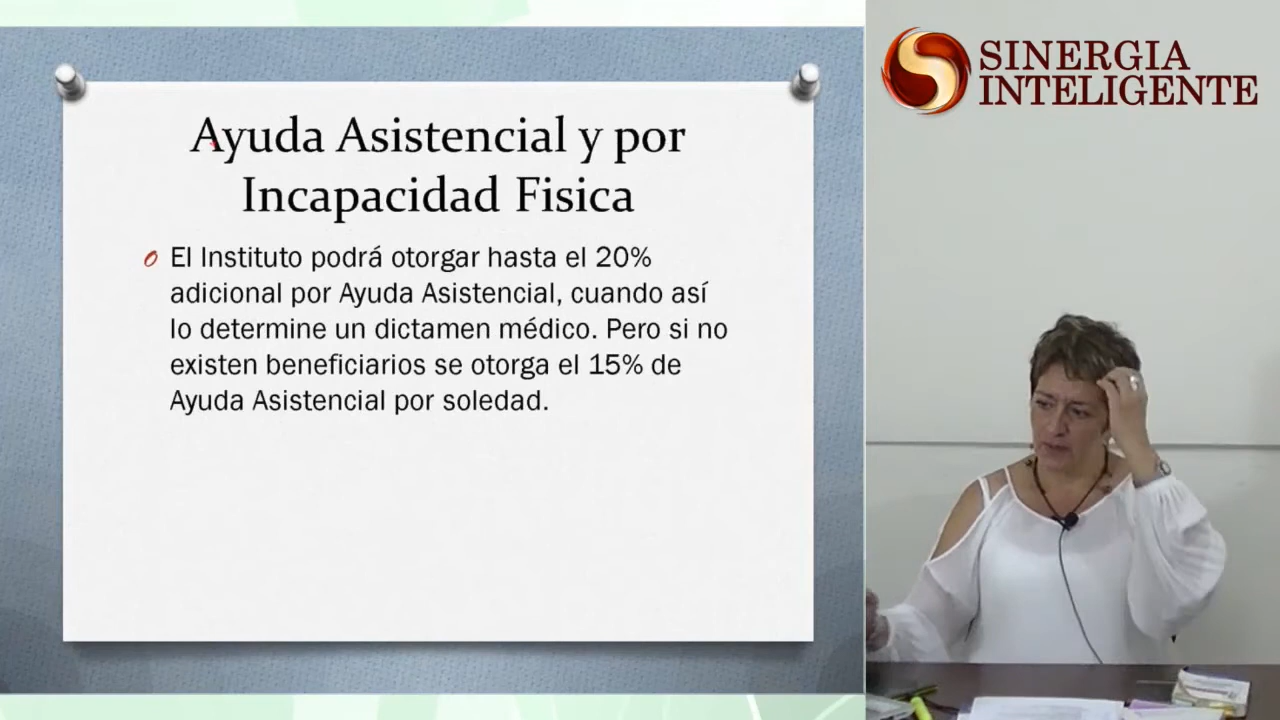 Ayuda Asistencial y por
Incapacidad Fisica
El Instituto podrá otorgar hasta el 20%
adicional por Ayuda Asistencial, cuando así
lo determine un dictamen médico. Pero si no
existen beneficiarios se otorga el 15% de
Ayuda Asistencial por soledad.
SINERGIA
INTELIGENTE